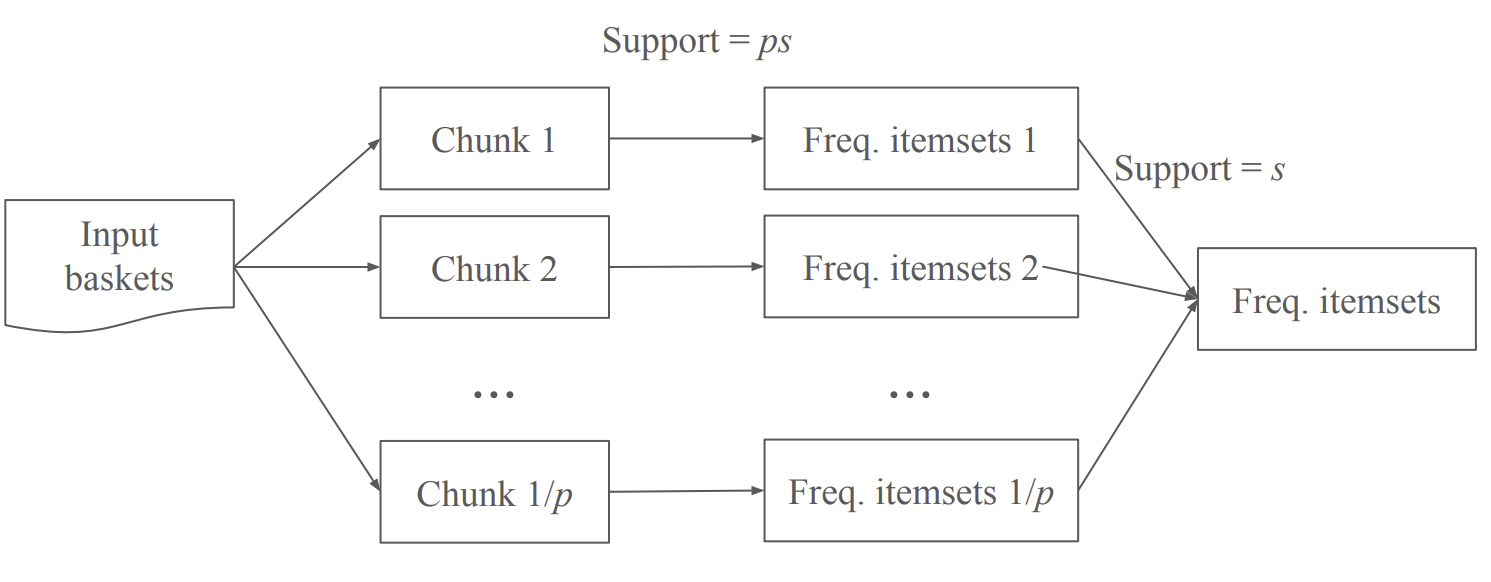 Support = ps
Chunk 1
Freq. itemsets 1
Support = s
Input
baskets
Chunk 2
Freq. itemsets 2
Freq. itemsets
...
...
Chunk 1/p
Freq. itemsets 1/p